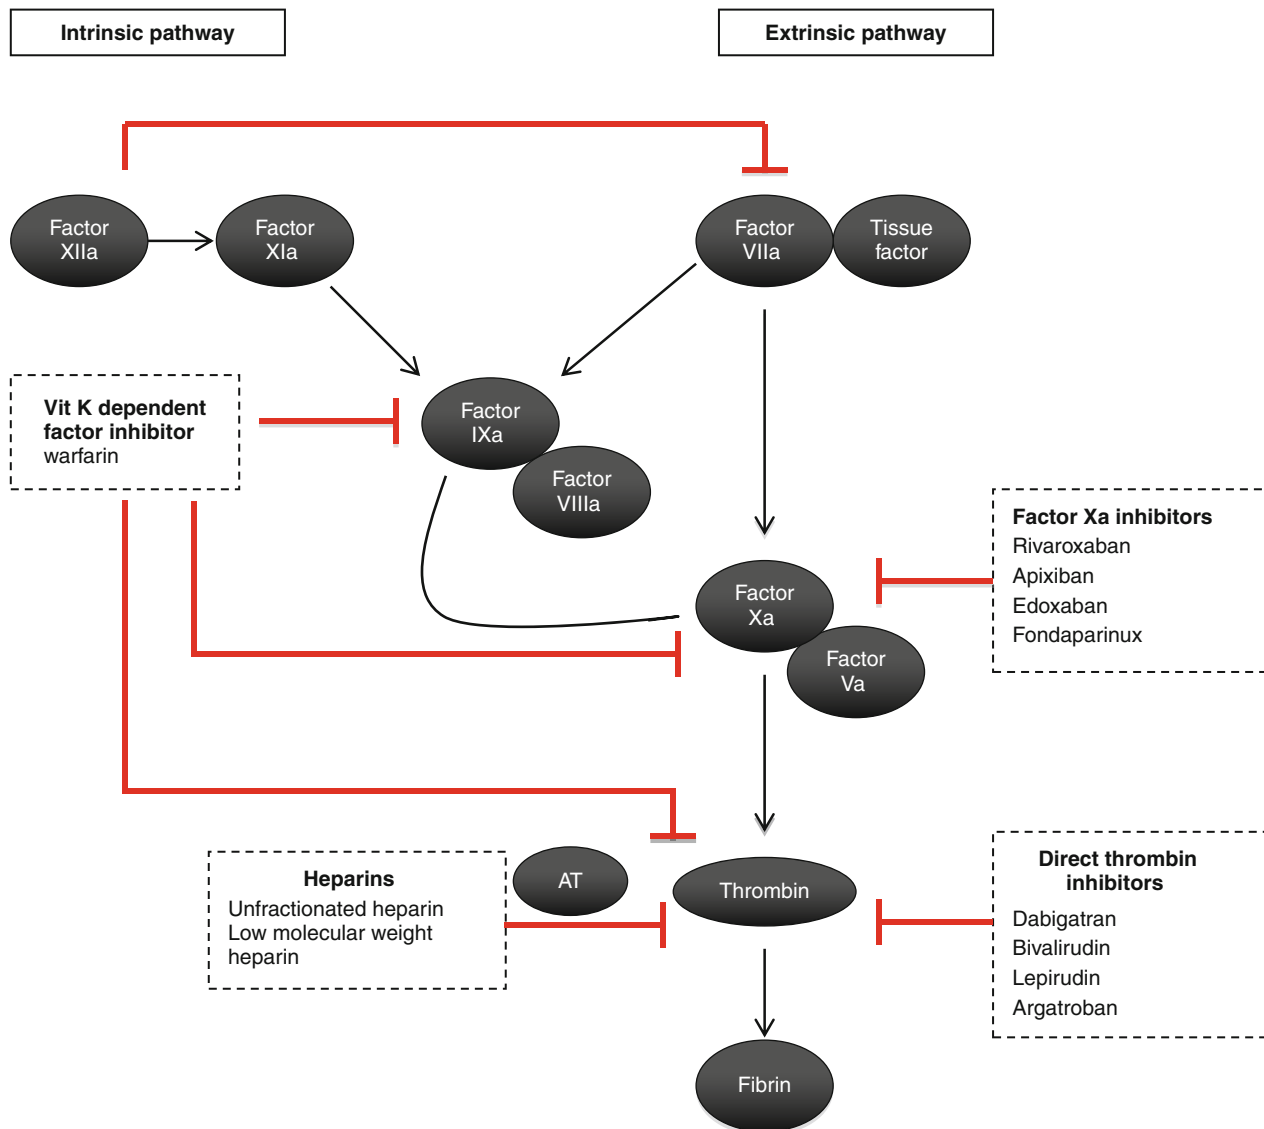 Intrinsic pathway
Extrinsic pathway
Factor
XIIa
Factor
XIa
Factor
VIIa
Tissue
factor
Vit K dependent
factor inhibitor
warfarin
Factor
IXa
Factor
VIIIa
Factor Xa inhibitors
Rivaroxaban
Apixiban
Edoxaban
Fondaparinux
Factor
Xa
Factor
Va
Heparins
Unfractionated heparin
Low molecular weight
heparin
AT
Thrombin
Direct thrombin
inhibitors
Dabigatran
Bivalirudin
Lepirudin
Argatroban
Fibrin